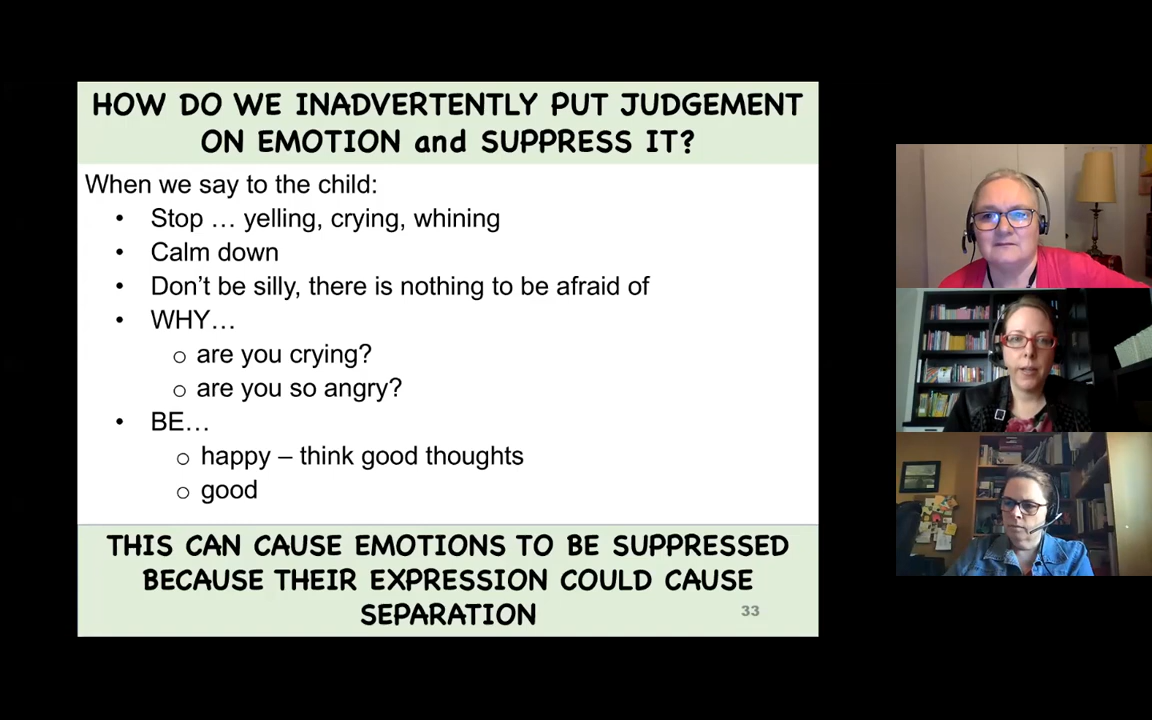 HOW DO WE INADVERTENTLY PUT JUDGEMENT
ON EMOTION and SUPPRESS IT?
When we say to the child:
• Stop … yelling, crying, whining
• Calm down
• Don't be silly, there is nothing to be afraid of
• WHY…
o are you crying?
o are you so angry?
• BE…
o happy – think good thoughts
o good
THIS CAN CAUSE EMOTIONS TO BE SUPPRESSED
BECAUSE THEIR EXPRESSION COULD CAUSE
SEPARATION
33